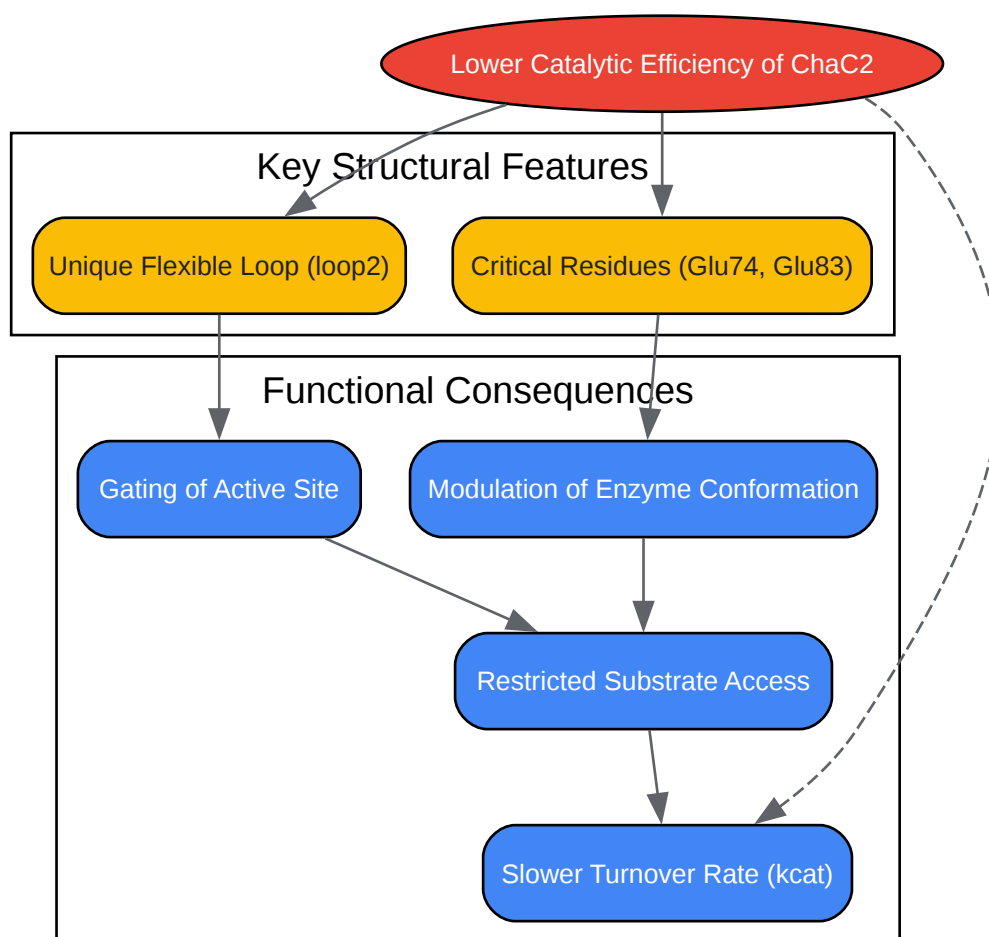 Lower Catalytic Efficiency of ChaC2
Key Structural Features
Unique Flexible Loop (loop2)
Critical Residues (Glu74, Glu83)
Functional Consequences
Gating of Active Site
Modulation of Enzyme Conformation
Restricted Substrate Access
Slower Turnover Rate (kcat)